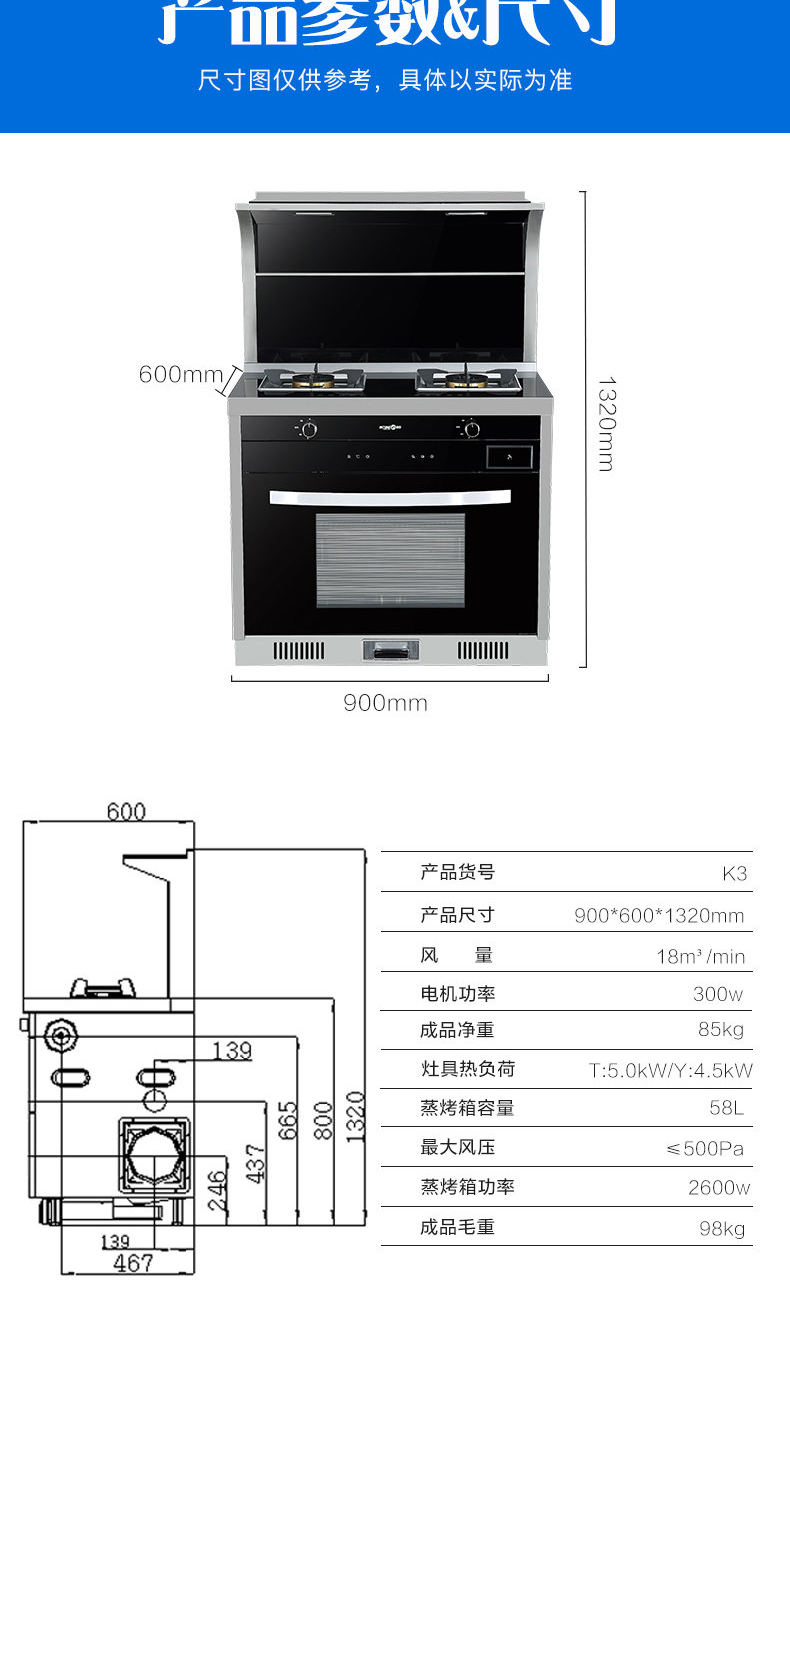 产品参数&尺寸
尺寸图仅供参考，具体以实际为准
600mm
1320mm
900mm
600
139
246
437
665
800
1320
139
467
产品货号 K3
产品尺寸 900*600*1320mm
风 量 18m³/min
电机功率 300w
成品净重 85kg
灶具热负荷 T:5.0kW/Y:4.5kW
蒸烤箱容量 58L
最大风压 ≤500Pa
蒸烤箱功率 2600w
成品毛重 98kg